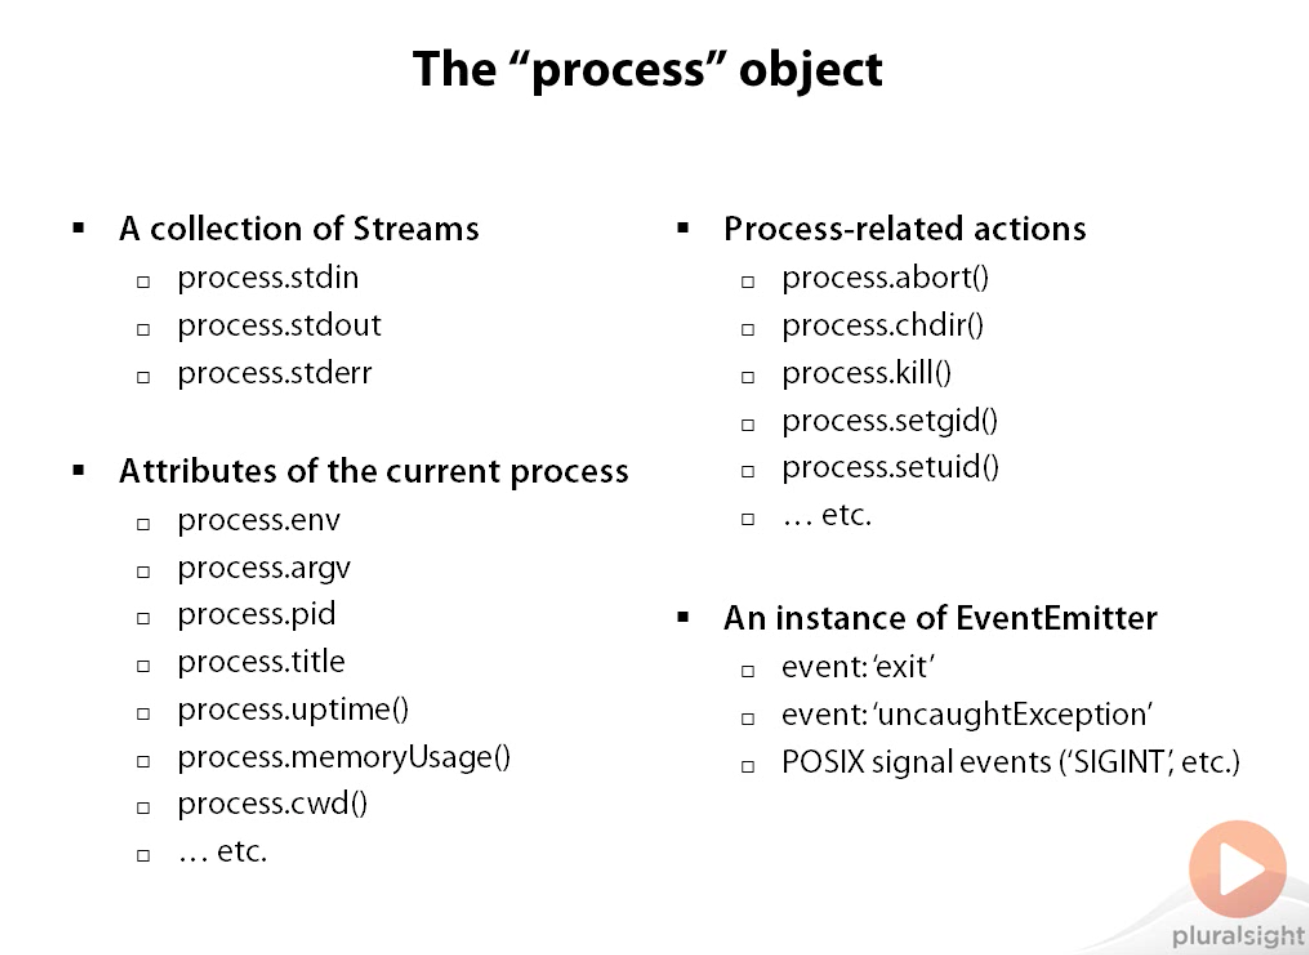 The “process” object
A collection of Streams
process.stdin
process.stdout
process.stderr
Attributes of the current process
process.env
process.argv
process.pid
process.title
process.uptime()
process.memoryUsage()
process.cwd()
… etc.
Process-related actions
process.abort()
process.chdir()
process.kill()
process.setgid()
process.setuid()
… etc.
An instance of EventEmitter
event: ‘exit’
event: ‘uncaughtException’
POSIX signal events (‘SIGINT’, etc.)
pluralsight